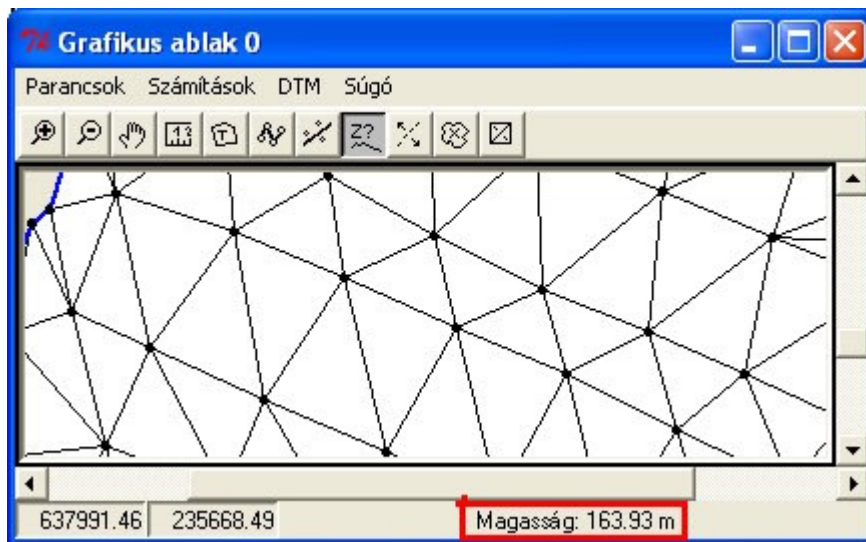 Grafikus ablak 0
Parancsok Számítások DTM Súgó
Z?
637991.46 235668.49 Magasság: 163.93 m